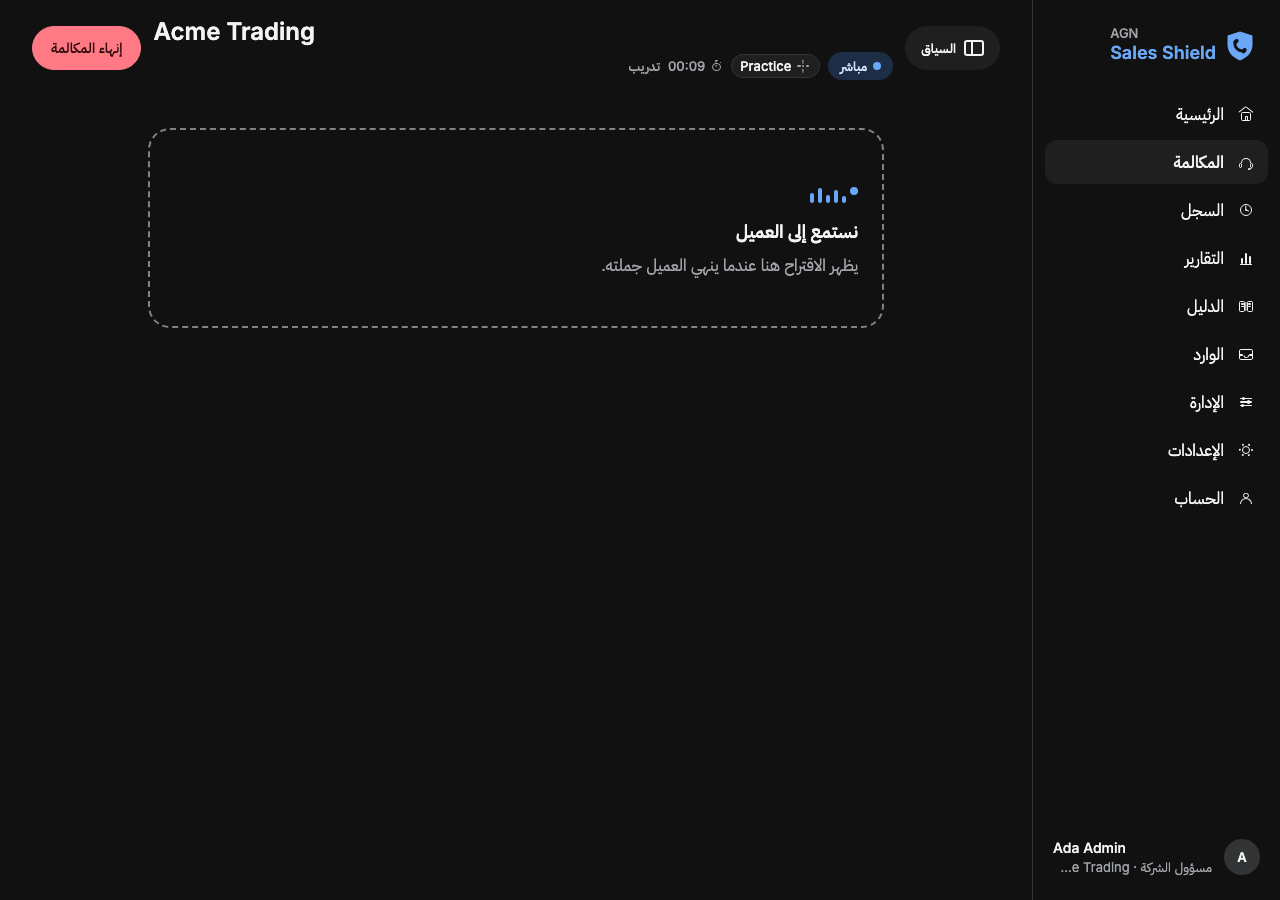 AGN
Sales Shield
الرئيسية
المكالمة
السجل
التقارير
الدليل
الوارد
الإدارة
الإعدادات
الحساب
A
Ada Admin
مسؤول الشركة · e Trading...
السياق
Acme Trading
مباشر
Practice
00:09
تدريب
إنهاء المكالمة
نستمع إلى العميل
يظهر الاقتراح هنا عندما ينهي العميل جملته.